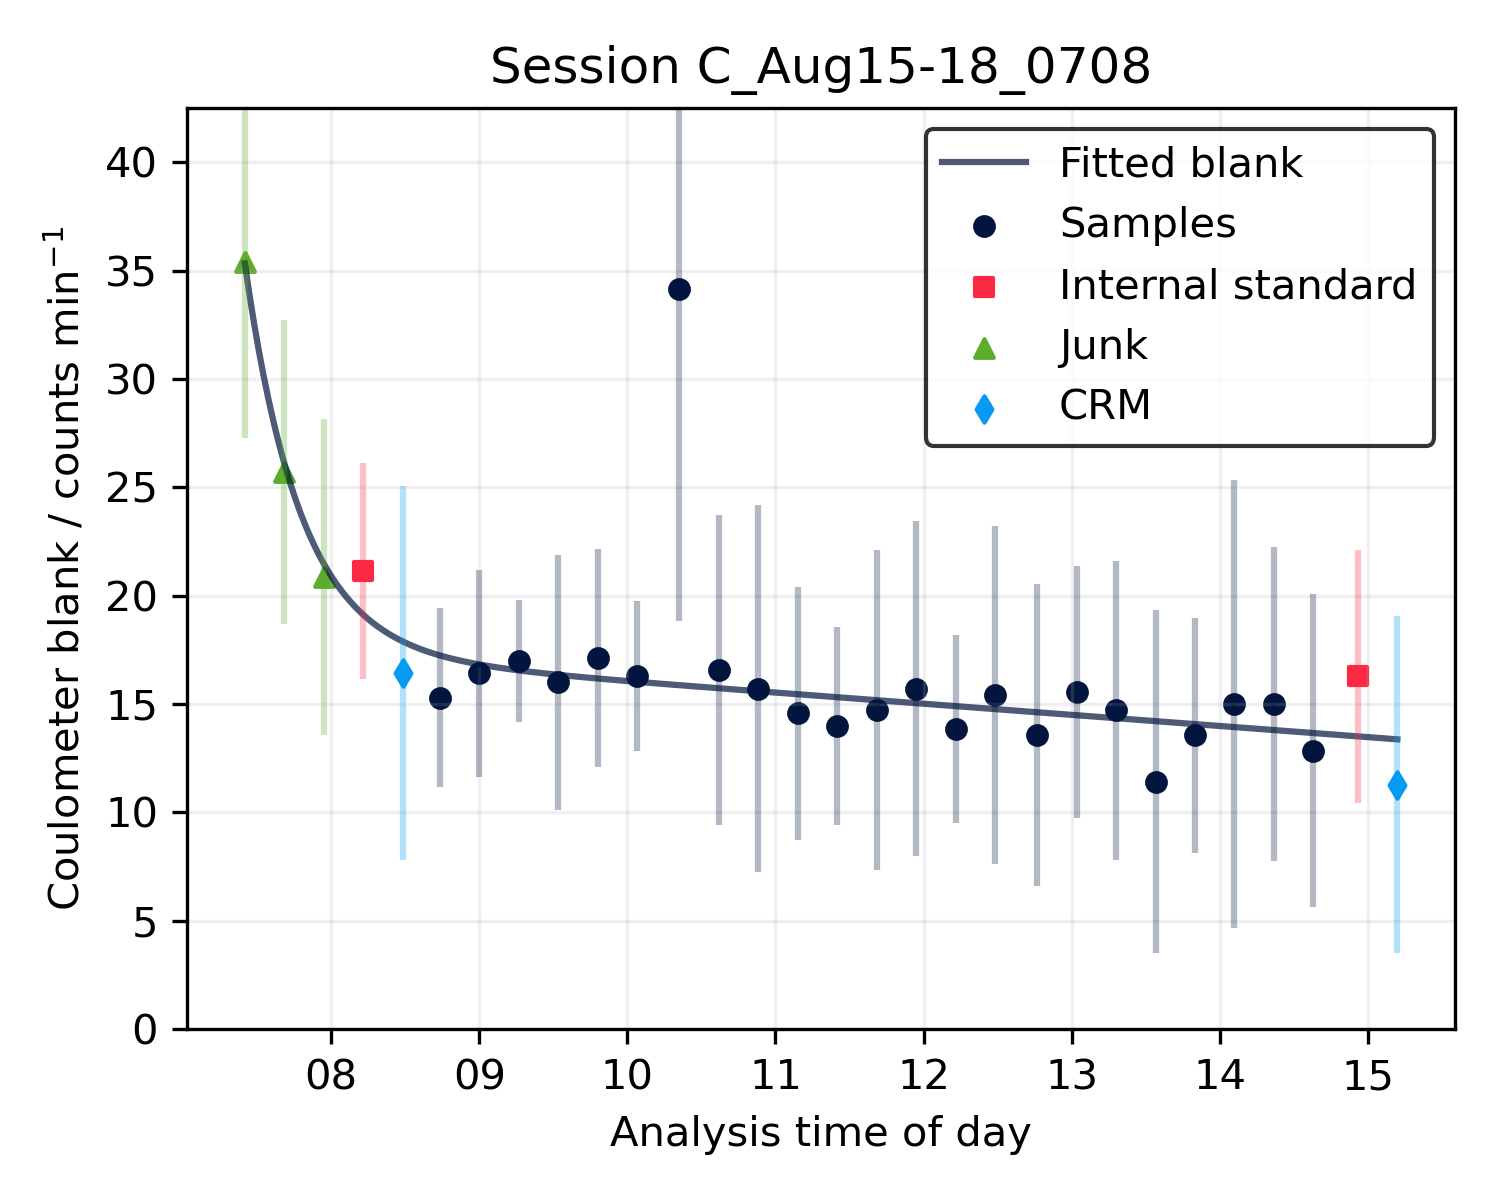 Session C_Aug15-18_0708
Coulometer blank / counts min⁻¹
40
35
30
25
20
15
10
5
0
Fitted blank
Samples
Internal standard
Junk
CRM
08 09 10 11 12 13 14 15
Analysis time of day